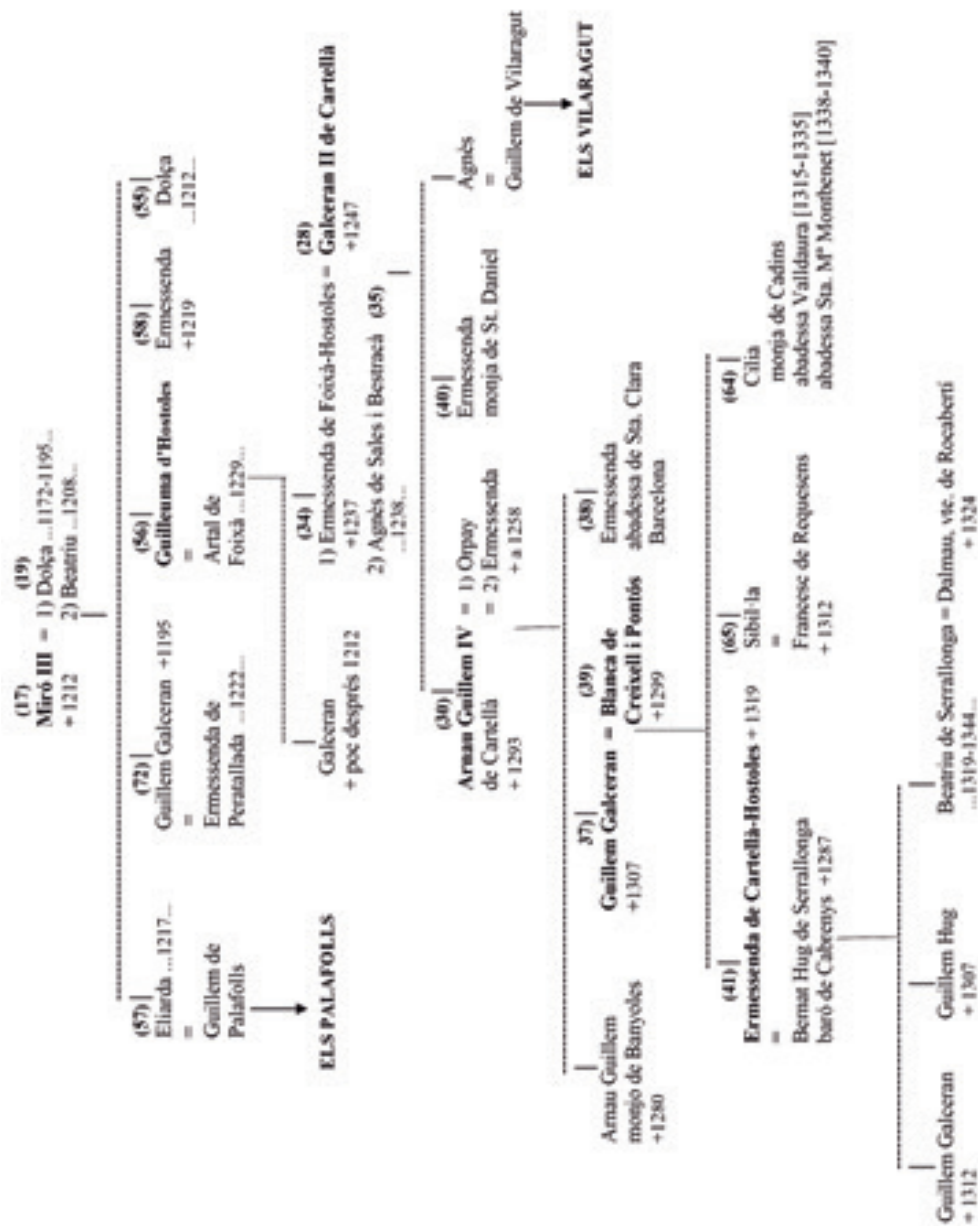 (17) (19)
Miró III = 1) Dolça ...1172-1195...
+ 1212 2) Beatriu ...1208...
(57) (72) (56) (58) (55)
Eliarda ...1217... Guillem Galceran +1195 Guilleuma d'Hostoles Ermessenda Dolça
= = = +1219 ...1212...
Guillem de Ermessenda de Artal de
Palafolls Peratallada ...1222... Foixà ...1229...
ELS PALAFOLLS
(34) (28)
Galceran 1) Ermessenda de Foixà-Hostoles = Galceran II de Cartellà
+ poc després 1212 +1237 +1247
2) Agnès de Sales i Bestracà (35)
...1238...
(30) (40)
Arnau Guillem IV = 1) Orpay Ermessenda Agnès
de Cartellà = 2) Ermessenda monja de St. Daniel =
+ 1293 + a 1258 Guillem de Vilaragut
ELS VILARAGUT
37) (39) (38)
Arnau Guillem Guillem Galceran = Blanca de Ermessenda
monjo de Banyoles +1307 Creixell i Pontós abadessa de Sta. Clara
+1280 +1299 Barcelona
(41) (65) (64)
Ermessenda de Cartellà-Hostoles + 1319 Sibil·la Cília
= = monja de Cadins
Bernat Hug de Serrallonga Francesc de Requesens abadessa Valldaura [1315-1335]
baró de Cabrenys +1287 + 1312 abadessa Sta. Mª Montbenet [1338-1340]
Guillem Galceran Guillem Hug Beatriu de Serrallonga = Dalmau, vte. de Rocabertí
+ 1312 + 1307 ...1319-1344... + 1324